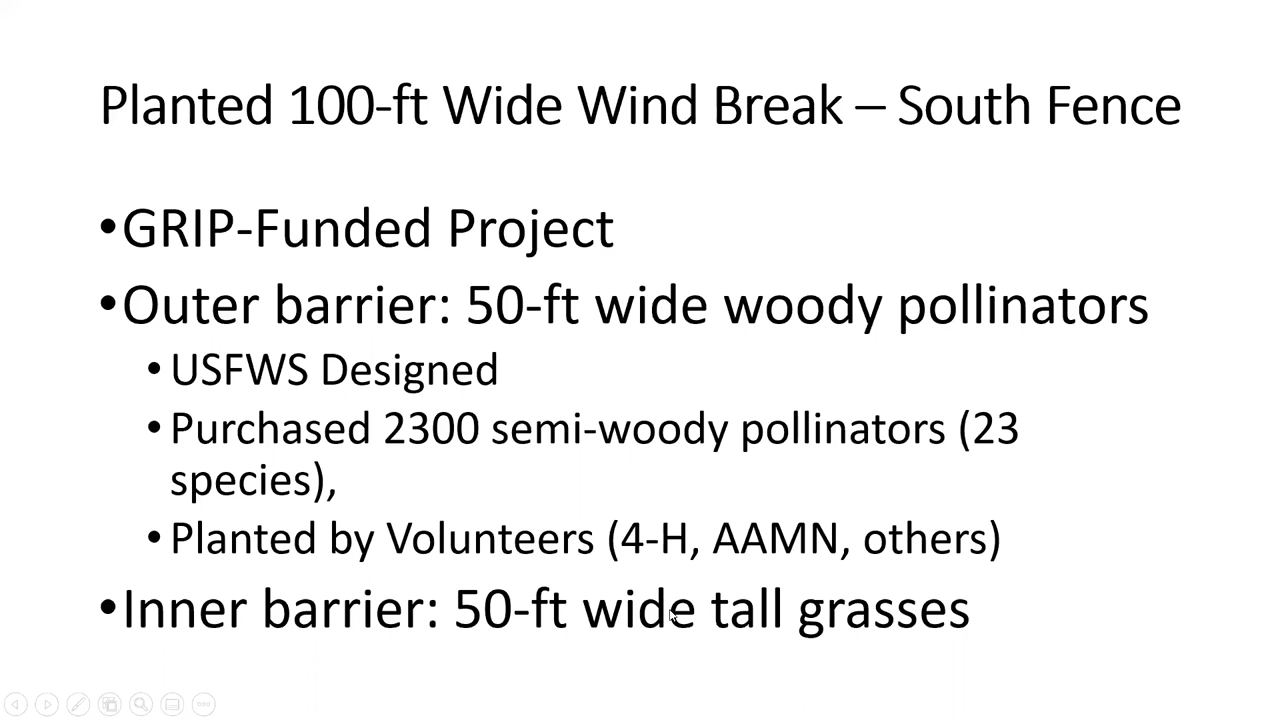 Planted 100-ft Wide Wind Break – South Fence
•GRIP-Funded Project
•Outer barrier: 50-ft wide woody pollinators
•USFWS Designed
•Purchased 2300 semi-woody pollinators (23
species),
•Planted by Volunteers (4-H, AAMN, others)
•Inner barrier: 50-ft wide tall grasses